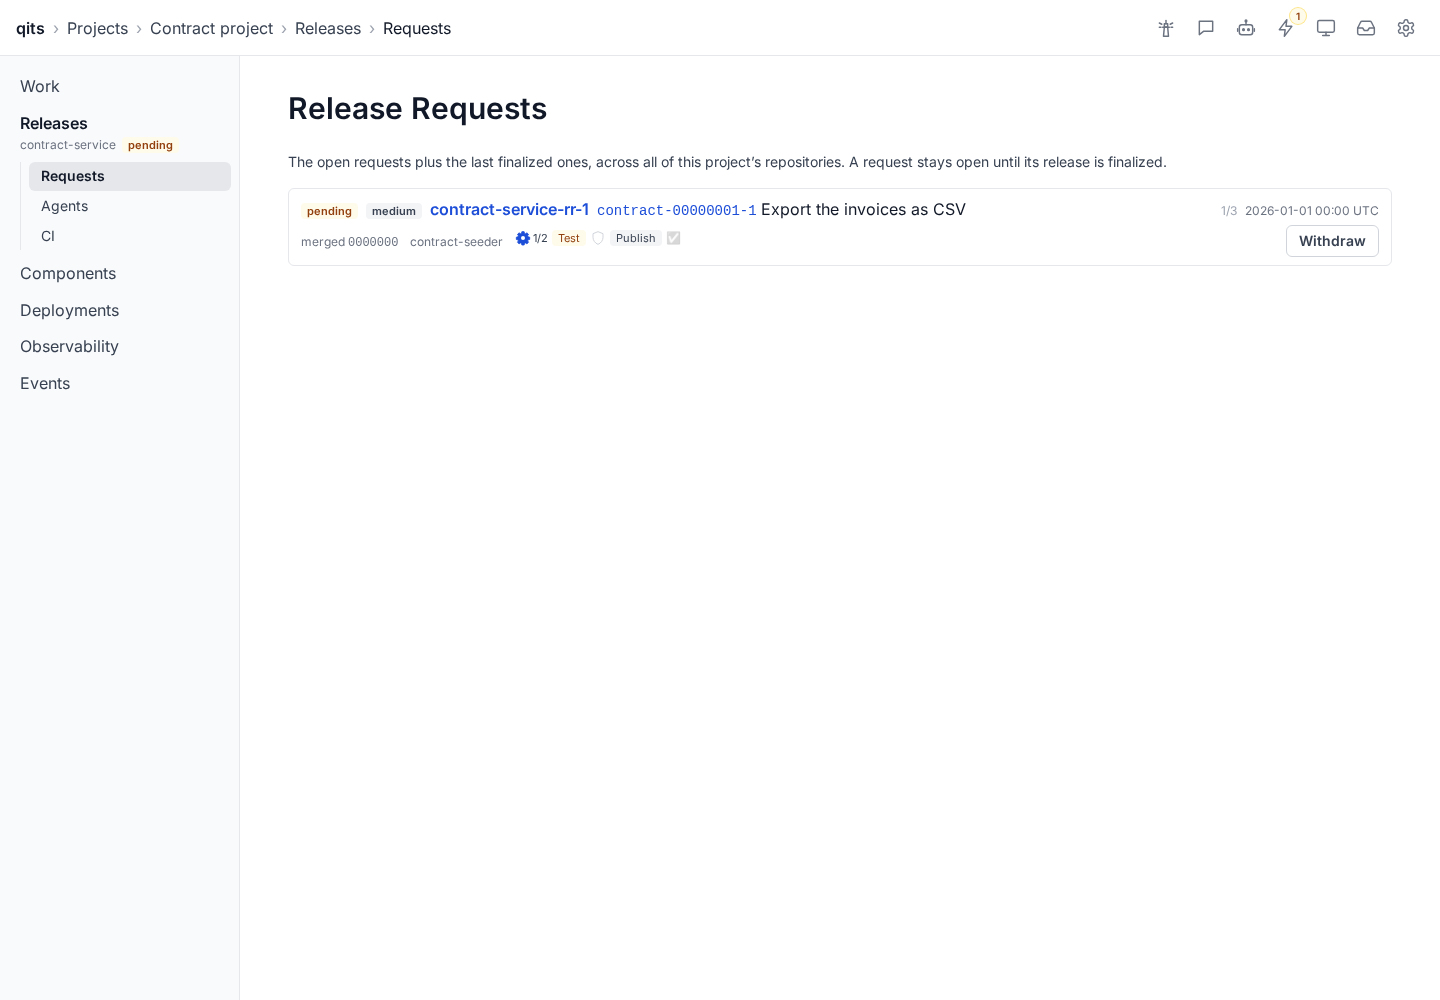 qits › Projects › Contract project › Releases › Requests
1
Work
Releases
contract-service pending
Requests
Agents
CI
Components
Deployments
Observability
Events
Release Requests
The open requests plus the last finalized ones, across all of this project’s repositories. A request stays open until its release is finalized.
pending medium contract-service-rr-1 contract-00000001-1 Export the invoices as CSV 1/3 2026-01-01 00:00 UTC
merged 0000000 contract-seeder 1/2 Test Publish
Withdraw